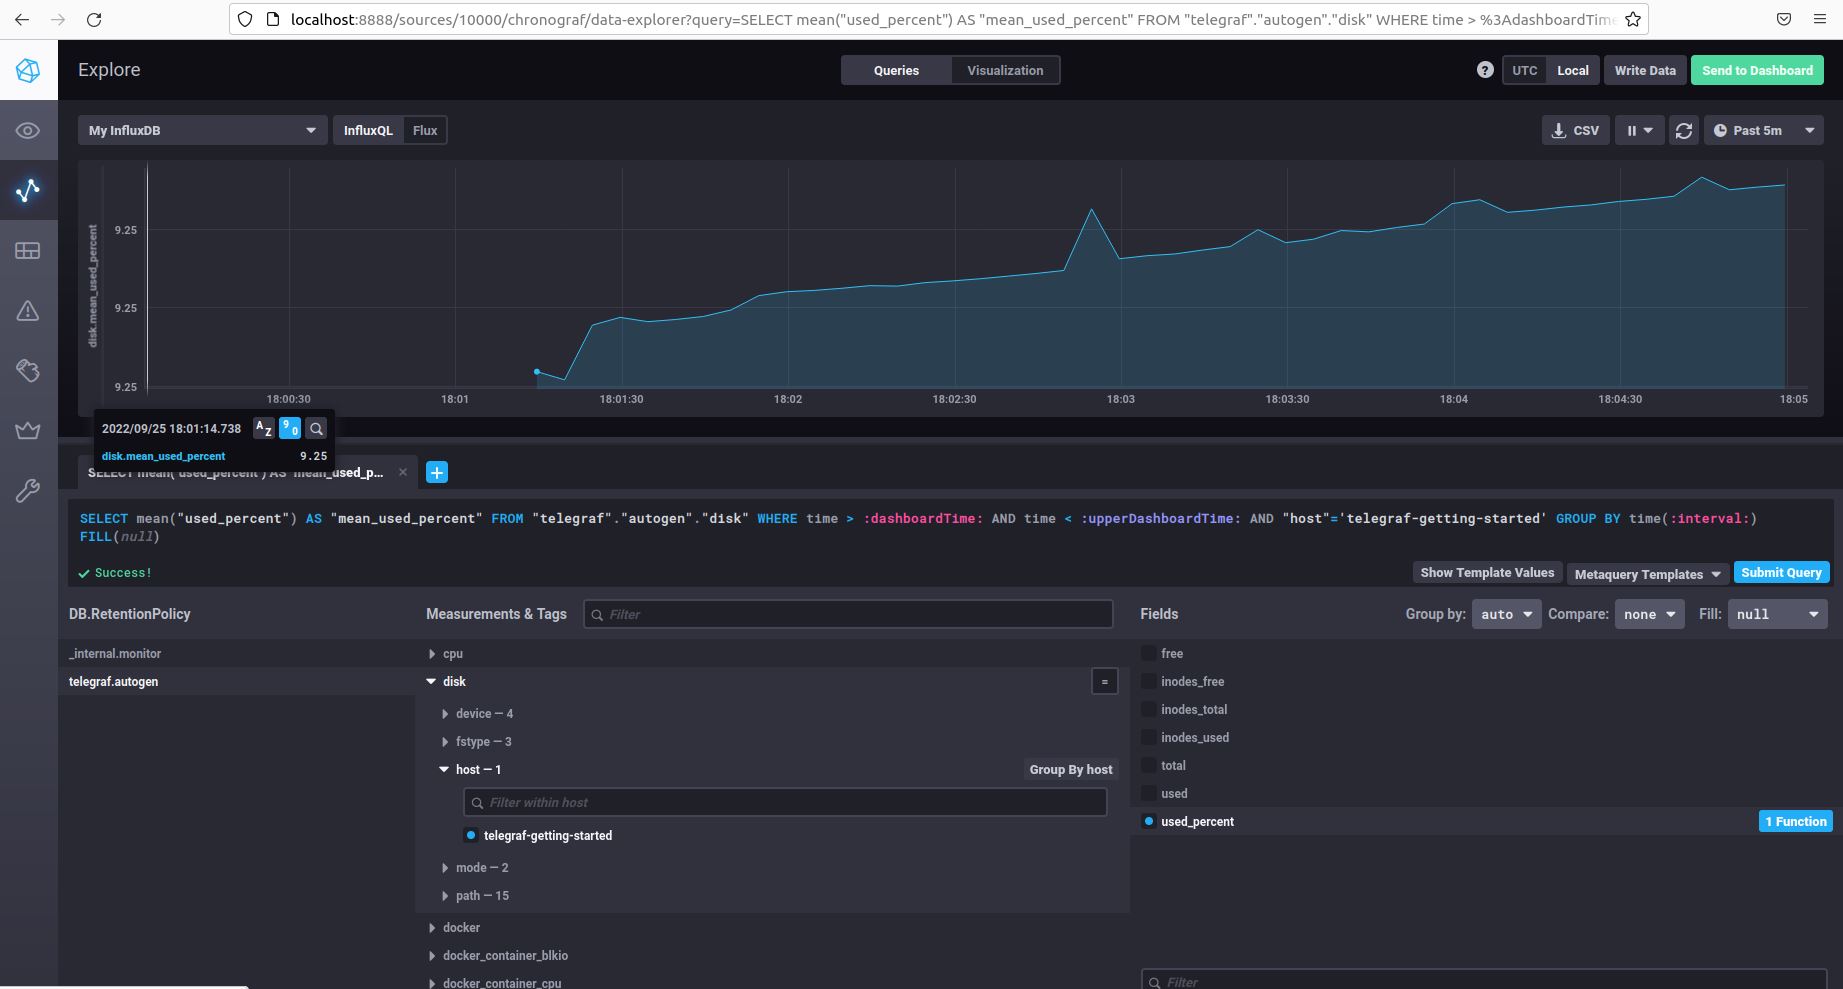 localhost:8888/sources/10000/chronograf/data-explorer?query=SELECT mean("used_percent") AS "mean_used_percent" FROM "telegraf"."autogen"."disk" WHERE time > %3AdashboardTime
Explore
Queries
Visualization
?
UTC
Local
Write Data
Send to Dashboard
My InfluxDB
InfluxQL
Flux
CSV
Past 5m
disk.mean_used_percent
9.25
9.25
9.25
18:00:30
18:01
18:01:30
18:02
18:02:30
18:03
18:03:30
18:04
18:04:30
18:05
2022/09/25 18:01:14.738
A Z
9 0
disk.mean_used_percent
9.25
SELECT mean("used_percent") AS "mean_used_p...
SELECT mean("used_percent") AS "mean_used_percent" FROM "telegraf"."autogen"."disk" WHERE time > :dashboardTime: AND time < :upperDashboardTime: AND "host"='telegraf-getting-started' GROUP BY time(:interval:)
FILL(null)
Success!
Show Template Values
Metaquery Templates
Submit Query
DB.RetentionPolicy
Measurements & Tags
Filter
Fields
Group by:
auto
Compare:
none
Fill:
null
_internal.monitor
telegraf.autogen
cpu
disk
=
device — 4
fstype — 3
host — 1
Group By host
Filter within host
telegraf-getting-started
mode — 2
path — 15
docker
docker_container_blkio
docker_container_cpu
free
inodes_free
inodes_total
inodes_used
total
used
used_percent
1 Function
Filter